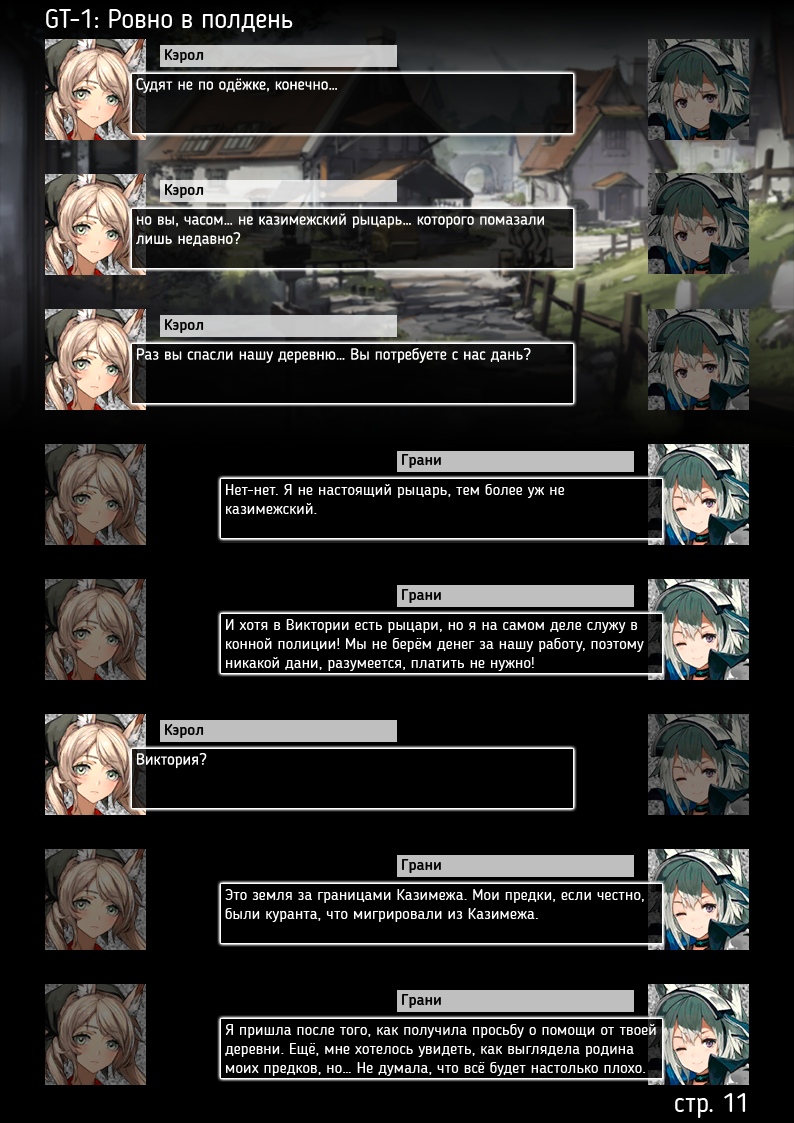 GT-1: Ровно в полдень
Кэрол
Судят не по одёжке, конечно...
Кэрол
но вы, часом... не казимежский рыцарь... которого помазали
лишь недавно?
Кэрол
Раз вы спасли нашу деревню... Вы потребуете с нас дань?
Грани
Нет-нет. Я не настоящий рыцарь, тем более уж не
казимежский.
Грани
И хотя в Виктории есть рыцари, но я на самом деле служу в
конной полиции! Мы не берём денег за нашу работу, поэтому
никакой дани, разумеется, платить не нужно!
Кэрол
Виктория?
Грани
Это земля за границами Казимежа. Мои предки, если честно,
были куранта, что мигрировали из Казимежа.
Грани
Я пришла после того, как получила просьбу о помощи от твоей
деревни. Ещё, мне хотелось увидеть, как выглядела родина
моих предков, но... Не думала, что всё будет настолько плохо.
стр. 11